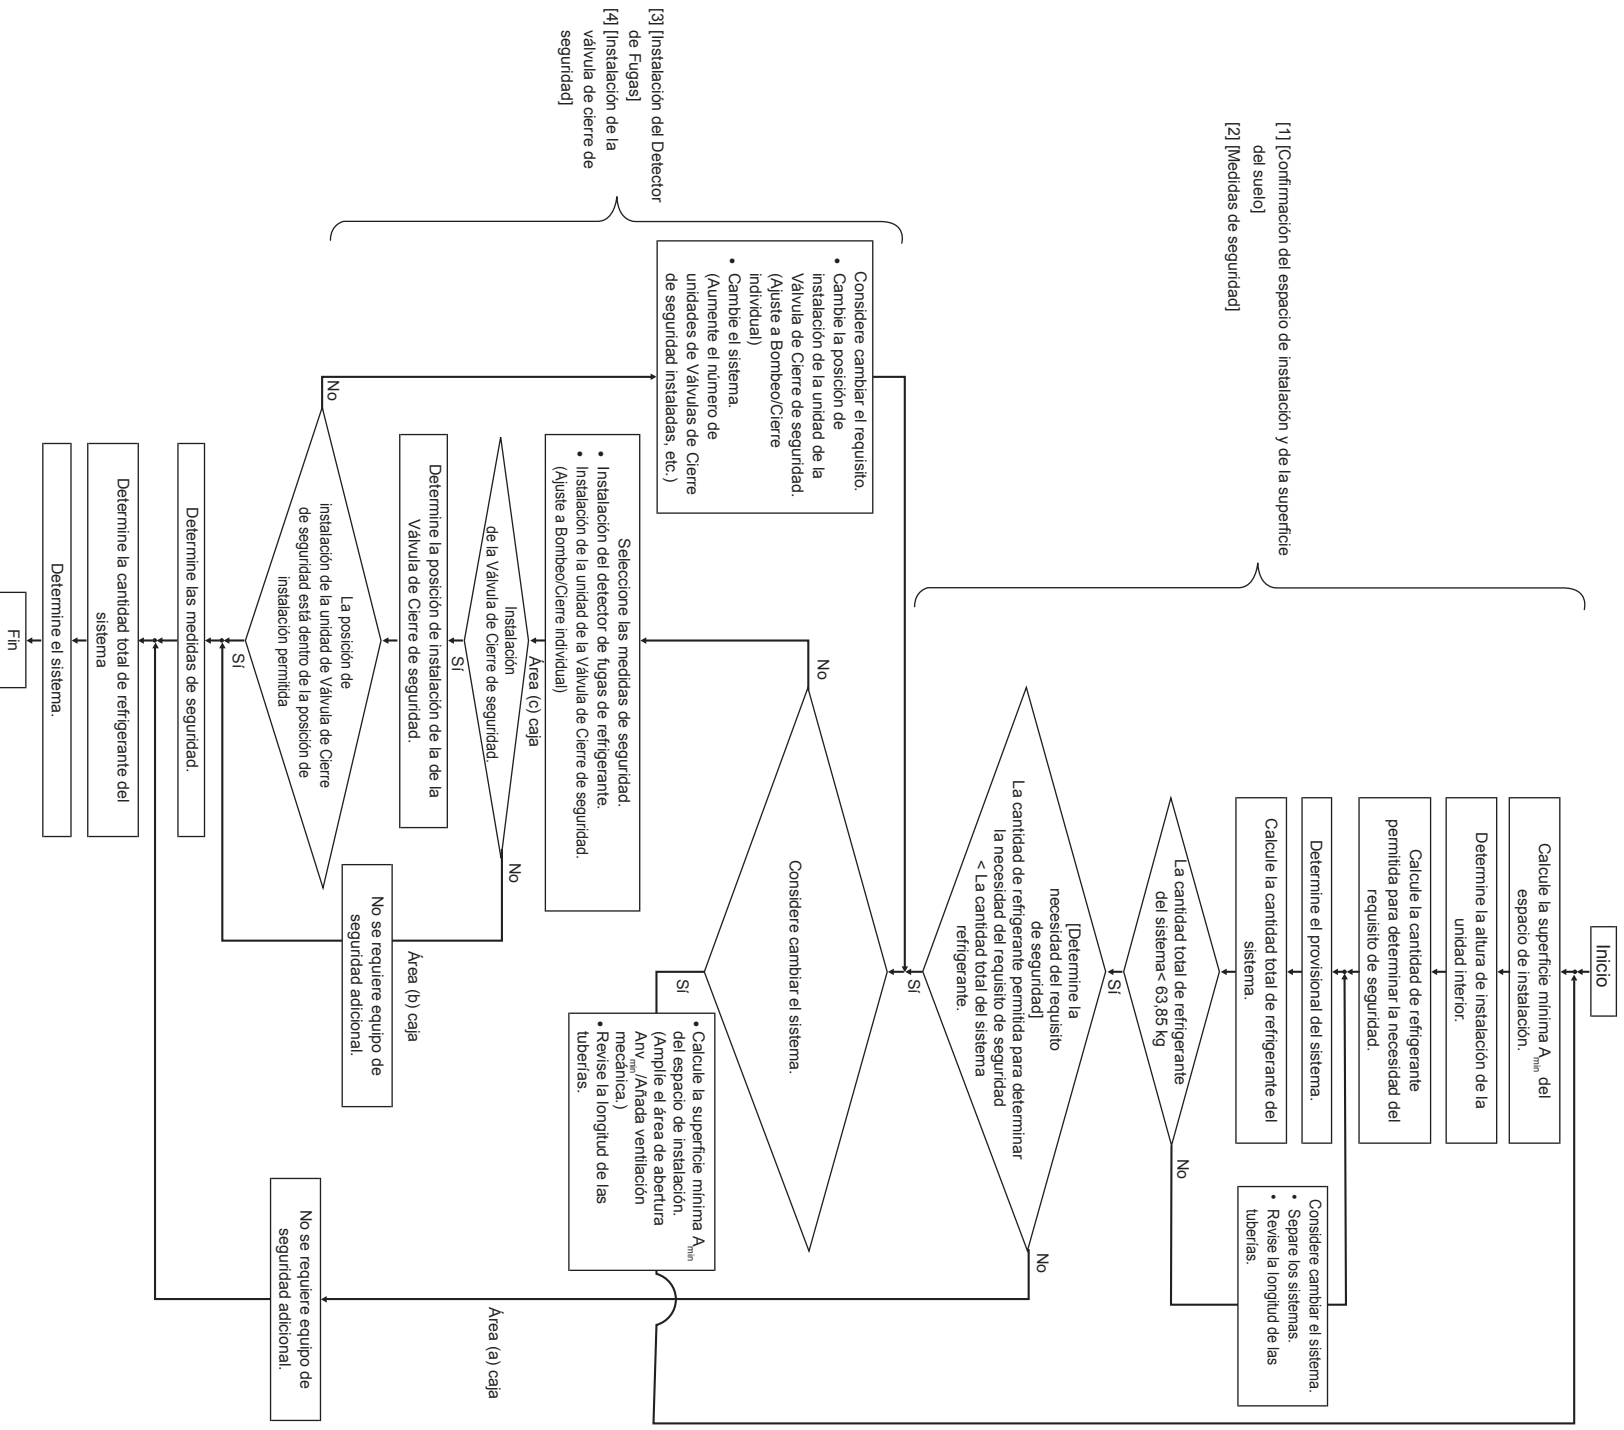 Inicio
Calcule la superficie mínima Amin del
espacio de instalación.
Determine la altura de instalación de la
unidad interior.
Calcule la cantidad de refrigerante
permitida para determinar la necesidad del
requisito de seguridad.
Determine el provisional del sistema.
Calcule la cantidad total de refrigerante del
sistema.
La cantidad total de refrigerante
del sistema< 63,85 kg
No
Considere cambiar el sistema.
• Separe los sistemas.
• Revise la longitud de las
tuberías.
Sí
[Determine la
necesidad del requisito
de seguridad]
La cantidad de refrigerante permitida para determinar
la necesidad del requisito de seguridad
< La cantidad total del sistema
refrigerante.
No
Sí
[1] [Confirmación del espacio de instalación y de la superficie
del suelo]
[2] [Medidas de seguridad]
Considere cambiar el sistema.
Sí
• Calcule la superficie mínima Amin
del espacio de instalación.
(Amplíe el área de abertura
Anvmin/Añada ventilación
mecánica.)
• Revise la longitud de las
tuberías.
No
Considere cambiar el requisito.
• Cambie la posición de
instalación de la unidad de la
Válvula de Cierre de seguridad.
(Ajuste a Bombeo/Cierre
individual)
• Cambie el sistema.
(Aumente el número de
unidades de Válvulas de Cierre
de seguridad instaladas, etc.)
[3] [Instalación del Detector
de Fugas]
[4] [Instalación de la
válvula de cierre de
seguridad]
Seleccione las medidas de seguridad.
• Instalación del detector de fugas de refrigerante.
• Instalación de la unidad de la Válvula de Cierre de seguridad.
(Ajuste a Bombeo/Cierre individual)
Área (c) caja
Instalación
de la Válvula de Cierre de seguridad.
No
Sí
Determine la posición de instalación de la de la
Válvula de Cierre de seguridad.
Área (b) caja
No se requiere equipo de
seguridad adicional.
La posición de
instalación de la unidad de Válvula de Cierre
de seguridad está dentro de la posición de
instalación permitida
No
Sí
Área (a) caja
No se requiere equipo de
seguridad adicional.
Determine las medidas de seguridad.
Determine la cantidad total de refrigerante del
sistema
Determine el sistema.
Fin